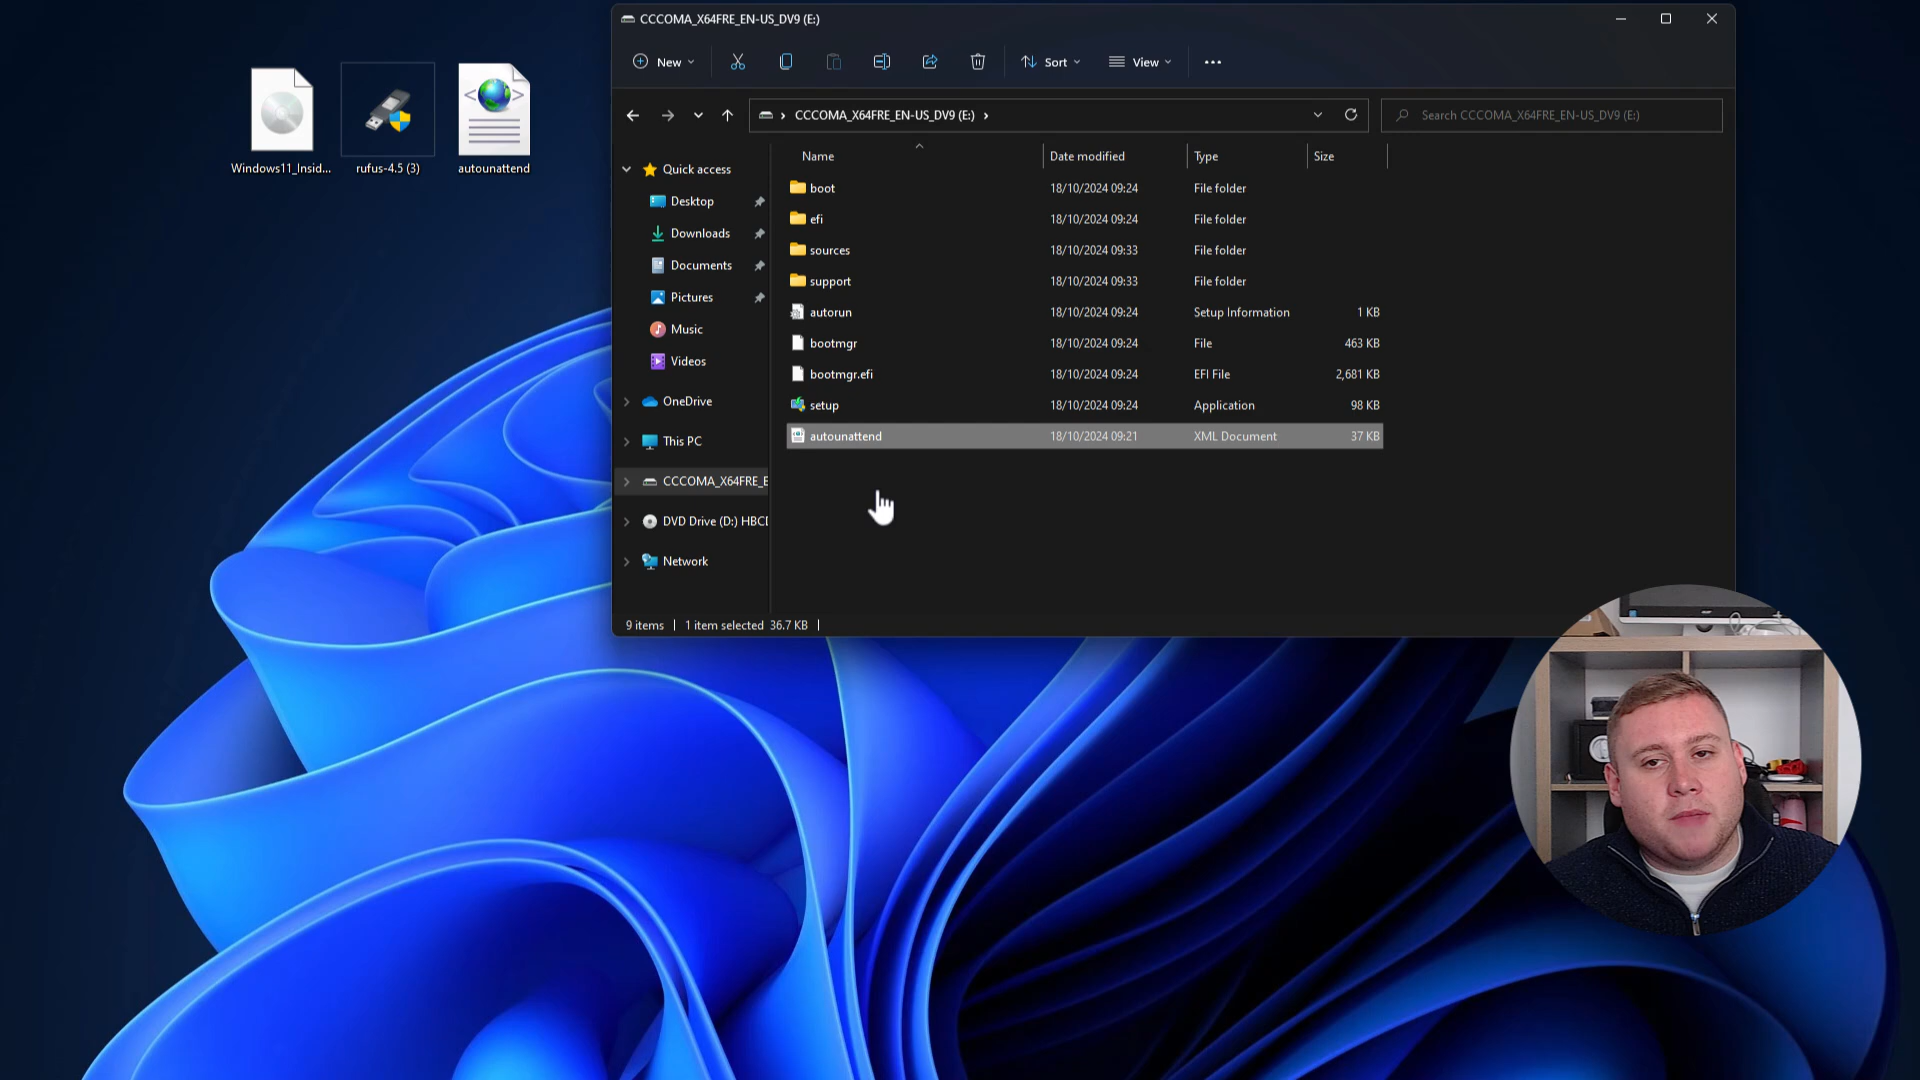 CCCOMA_X64FRE_EN-US_DV9 (E:)
New
Sort
View
CCCOMA_X64FRE_EN-US_DV9 (E:)
Search CCCOMA_X64FRE_EN-US_DV9 (E:)
Windows11_Insid...
rufus-4.5 (3)
autounattend
Quick access
Desktop
Downloads
Documents
Pictures
Music
Videos
OneDrive
This PC
CCCOMA_X64FRE_E
DVD Drive (D:) HBCD
Network
Name Date modified Type Size
boot 18/10/2024 09:24 File folder
efi 18/10/2024 09:24 File folder
sources 18/10/2024 09:33 File folder
support 18/10/2024 09:33 File folder
autorun 18/10/2024 09:24 Setup Information 1 KB
bootmgr 18/10/2024 09:24 File 463 KB
bootmgr.efi 18/10/2024 09:24 EFI File 2,681 KB
setup 18/10/2024 09:24 Application 98 KB
autounattend 18/10/2024 09:21 XML Document 37 KB
9 items 1 item selected 36.7 KB